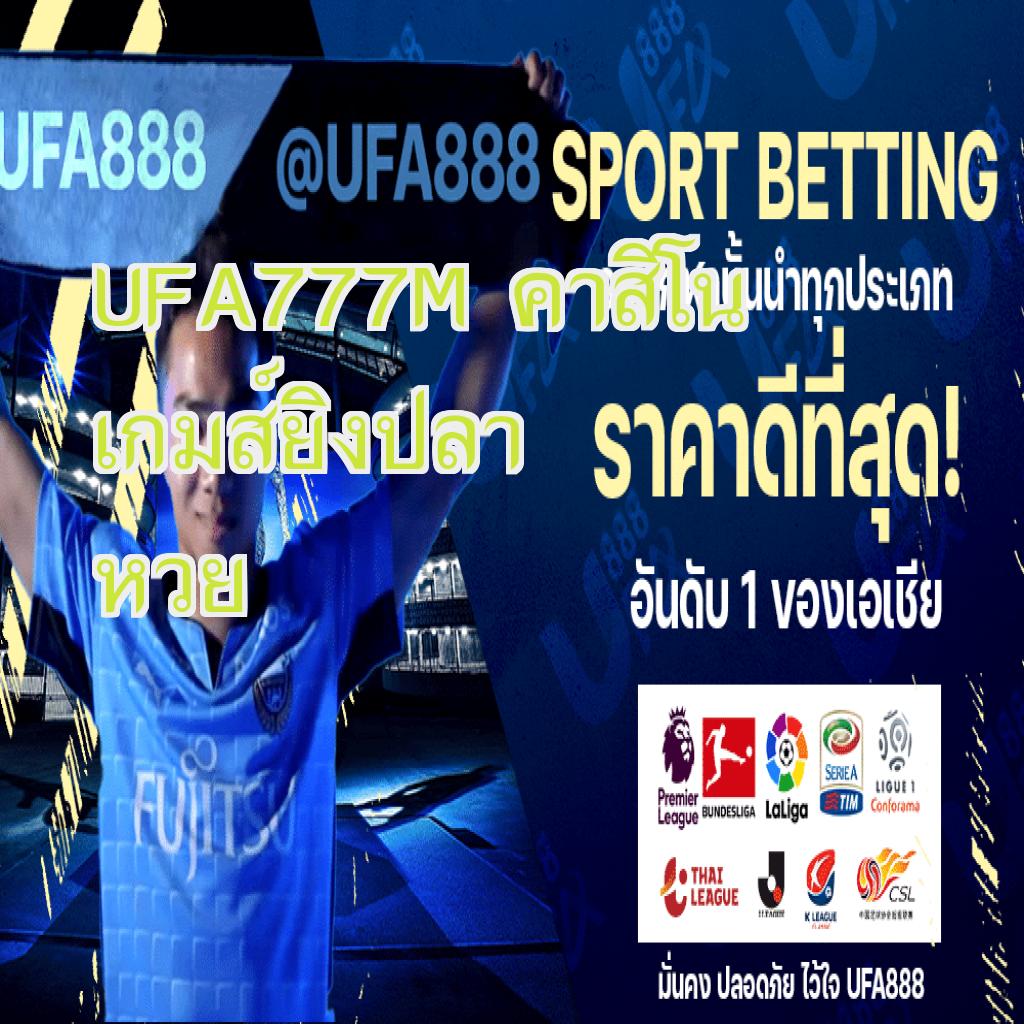 UFA888
@UFA888
SPORT BETTING
UFA777M คาสิโน
นำทุกประเภท
เกมส์ยิงปลา
ราคาดีที่สุด!
หวย
อันดับ 1 ของเอเชีย
FUJITSU
Premier
League
BUNDESLIGA
LaLiga
SERIE A
TIM
LIGUE 1
Conforama
THAI
LEAGUE
J.LEAGUE
K LEAGUE
CSL
มั่นคง ปลอดภัย ไว้ใจ UFA888